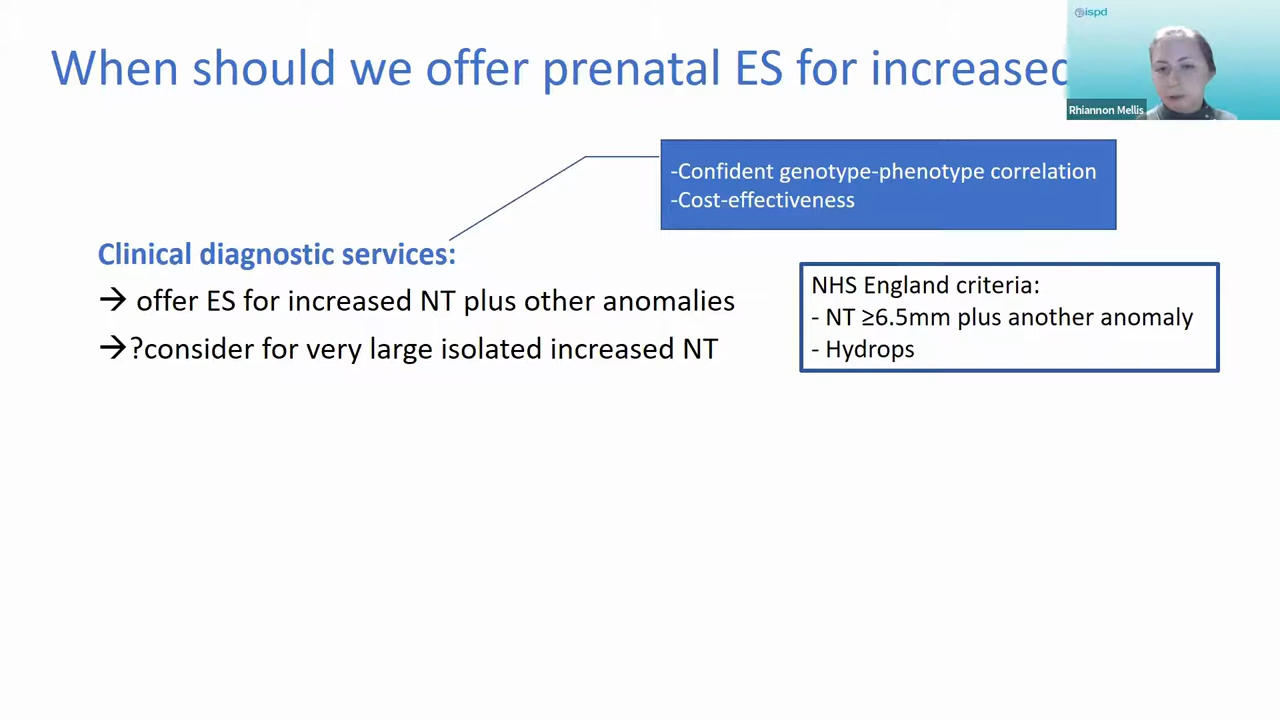 When should we offer prenatal ES for increased
ispd
Rhiannon Mellis
-Confident genotype-phenotype correlation
-Cost-effectiveness
Clinical diagnostic services:
→ offer ES for increased NT plus other anomalies
→?consider for very large isolated increased NT
NHS England criteria:
- NT ≥6.5mm plus another anomaly
- Hydrops